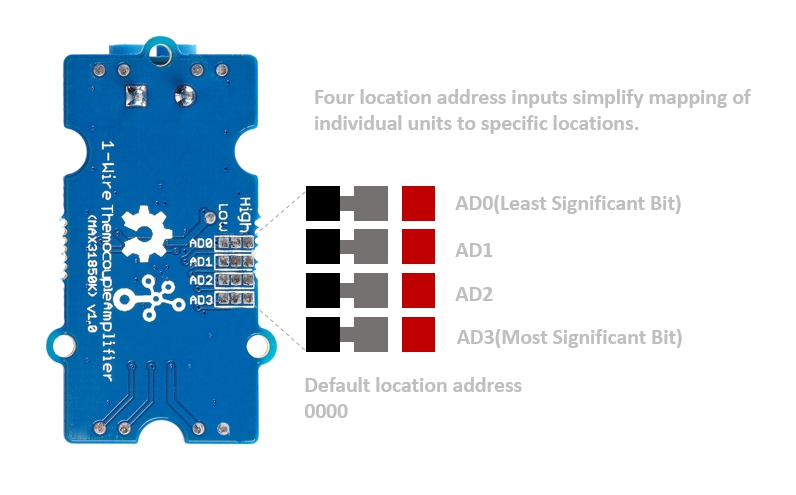 Four location address inputs simplify mapping of
individual units to specific locations.
1-Wire ThemocoupleAmplifier
(MAX31850K) v1.0
High
Low
AD0
AD1
AD2
AD3
AD0(Least Significant Bit)
AD1
AD2
AD3(Most Significant Bit)
Default location address
0000